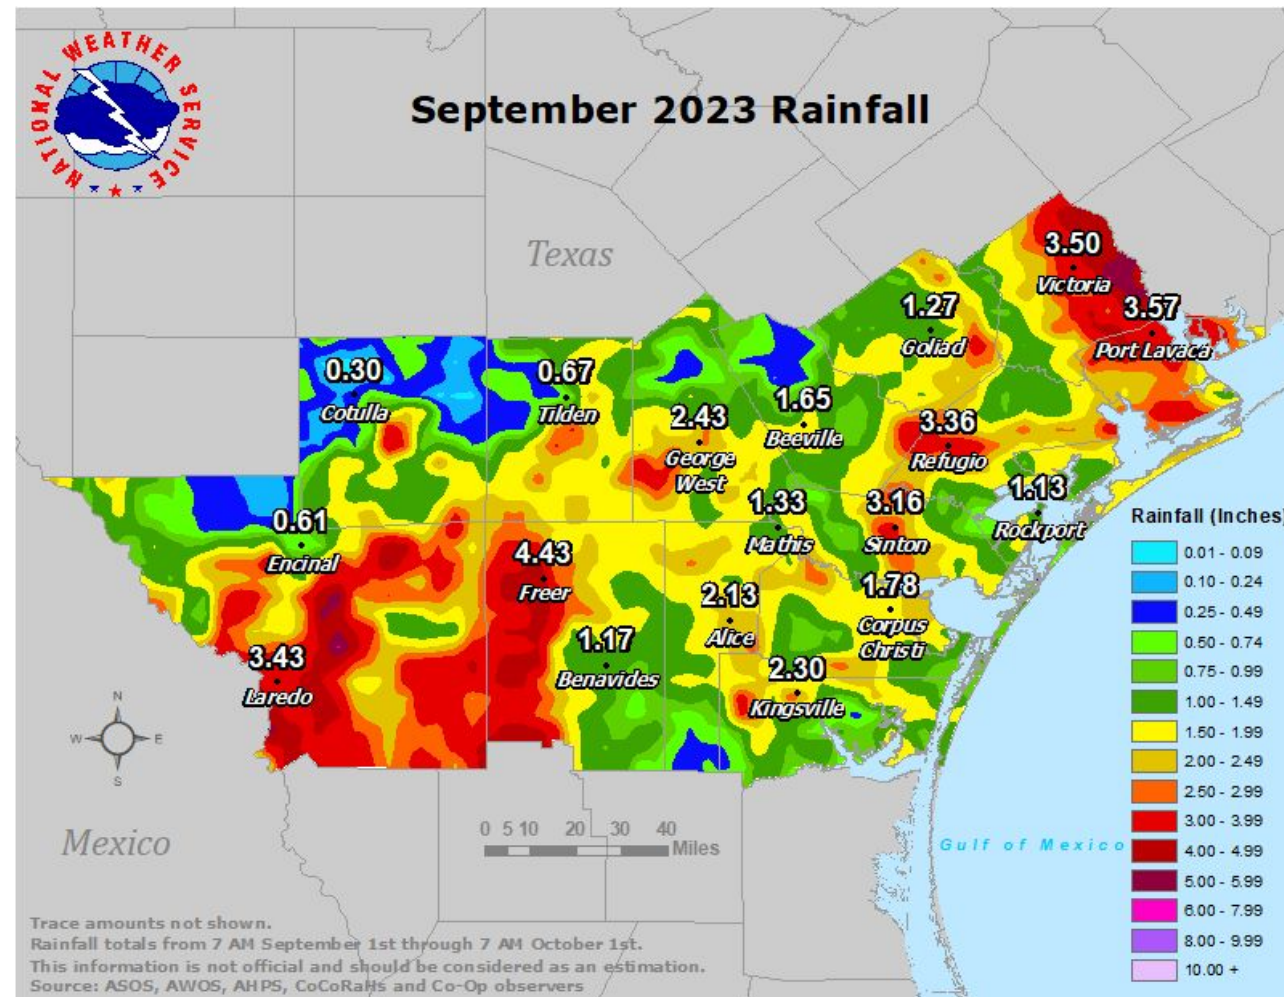 NATIONAL WEATHER SERVICE
September 2023 Rainfall
Texas
3.50
Victoria
3.57
Port Lavaca
1.27
Goliad
0.30
Cotulla
0.67
Tilden
2.43
George
West
1.65
Beeville
3.36
Refugio
1.13
Rockport
0.61
Encinal
1.33
Mathis
3.16
Sinton
4.43
Freer
2.13
Alice
1.78
Corpus
Christi
3.43
Laredo
1.17
Benavides
2.30
Kingsville
Rainfall (Inches)
0.01 - 0.09
0.10 - 0.24
0.25 - 0.49
0.50 - 0.74
0.75 - 0.99
1.00 - 1.49
1.50 - 1.99
2.00 - 2.49
2.50 - 2.99
3.00 - 3.99
4.00 - 4.99
5.00 - 5.99
6.00 - 7.99
8.00 - 9.99
10.00 +
N
W E
S
Mexico
0 5 10 20 30 40
Miles
Gulf of Mexico
Trace amounts not shown.
Rainfall totals from 7 AM September 1st through 7 AM October 1st.
This information is not official and should be considered as an estimation.
Source: ASOS, AWOS, AHPS, CoCoRaHs and Co-Op observers